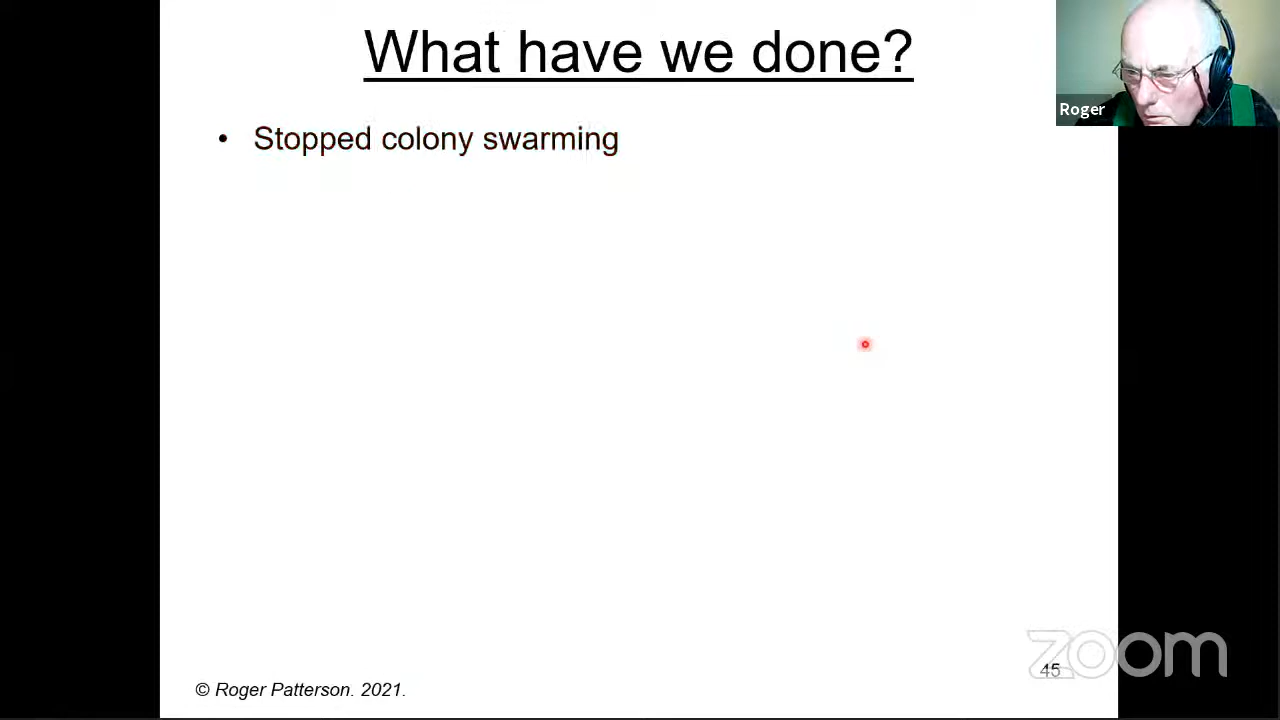 What have we done?
Roger
• Stopped colony swarming
zoom
45
© Roger Patterson. 2021.